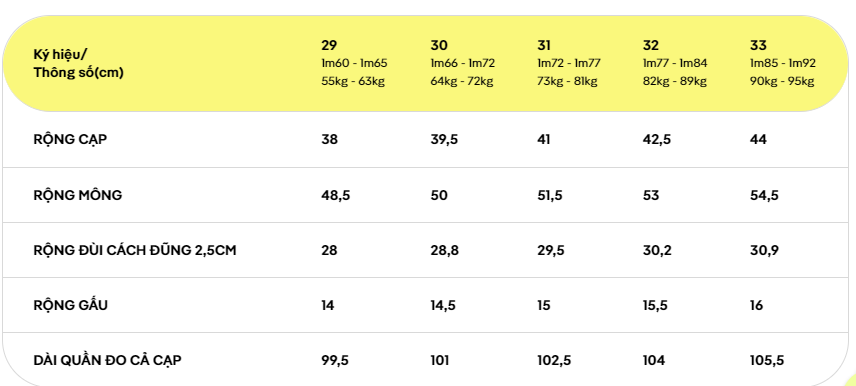 Ký hiệu/
Thông số(cm)
29 30 31 32 33
1m60 - 1m65 1m66 - 1m72 1m72 - 1m77 1m77 - 1m84 1m85 - 1m92
55kg - 63kg 64kg - 72kg 73kg - 81kg 82kg - 89kg 90kg - 95kg
RỘNG CẠP 38 39,5 41 42,5 44
RỘNG MÔNG 48,5 50 51,5 53 54,5
RỘNG ĐÙI CÁCH ĐŨNG 2,5CM 28 28,8 29,5 30,2 30,9
RỘNG GẤU 14 14,5 15 15,5 16
DÀI QUẦN ĐO CẢ CẠP 99,5 101 102,5 104 105,5